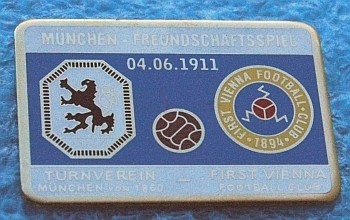 MÜNCHEN - FREUNDSCHAFTSSPIEL
04.06.1911
FIRST VIENNA FOOTBALL-CLUB
1894
TURNVEREIN - FIRST VIENNA
MÜNCHEN von 1860 FOOTBALL CLUB